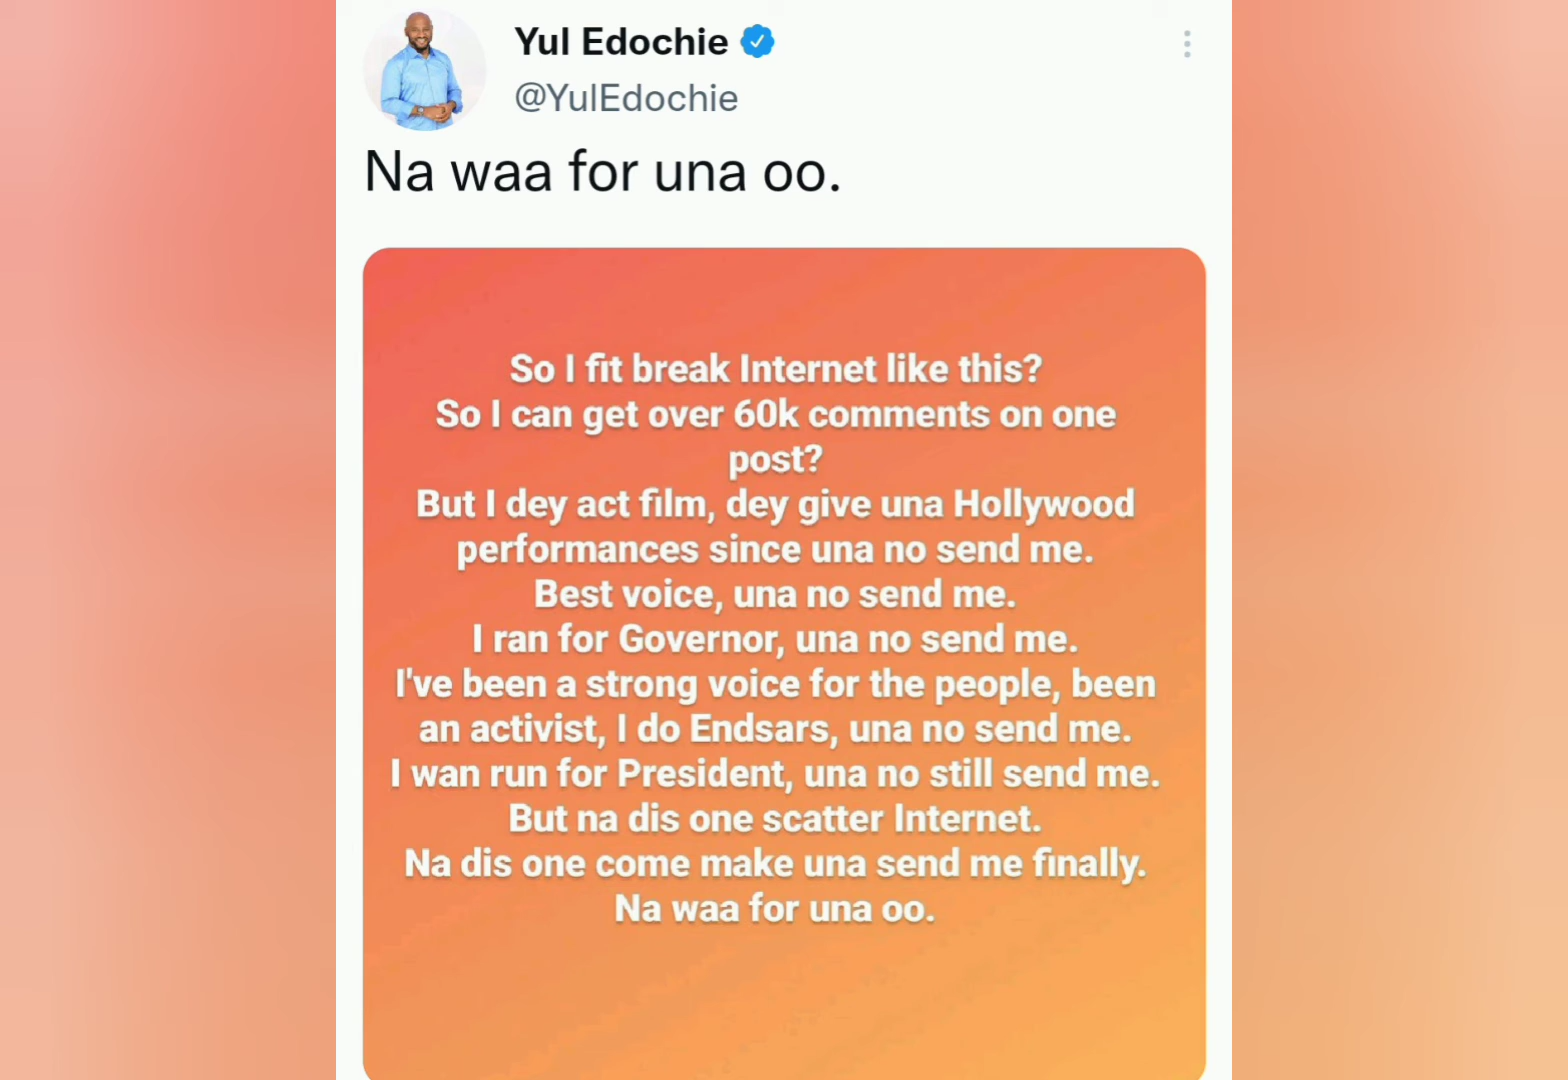 Yul Edochie
@YulEdochie
Na waa for una oo.
So I fit break Internet like this?
So I can get over 60k comments on one
post?
But I dey act film, dey give una Hollywood
performances since una no send me.
Best voice, una no send me.
I ran for Governor, una no send me.
I've been a strong voice for the people, been
an activist, I do Endsars, una no send me.
I wan run for President, una no still send me.
But na dis one scatter Internet.
Na dis one come make una send me finally.
Na waa for una oo.